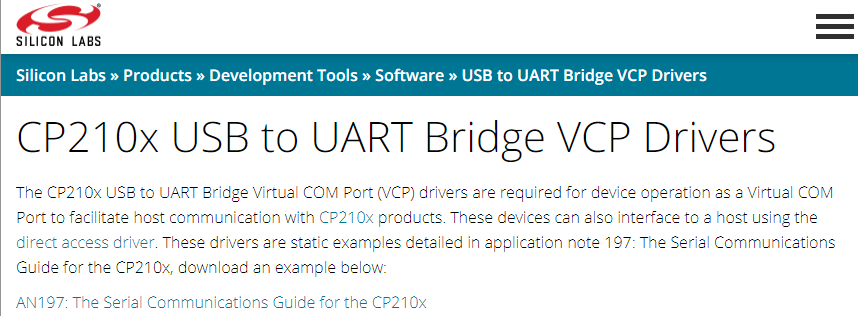 SILICON LABS
Silicon Labs » Products » Development Tools » Software » USB to UART Bridge VCP Drivers
CP210x USB to UART Bridge VCP Drivers
The CP210x USB to UART Bridge Virtual COM Port (VCP) drivers are required for device operation as a Virtual COM
Port to facilitate host communication with CP210x products. These devices can also interface to a host using the
direct access driver. These drivers are static examples detailed in application note 197: The Serial Communications
Guide for the CP210x, download an example below:
AN197: The Serial Communications Guide for the CP210x